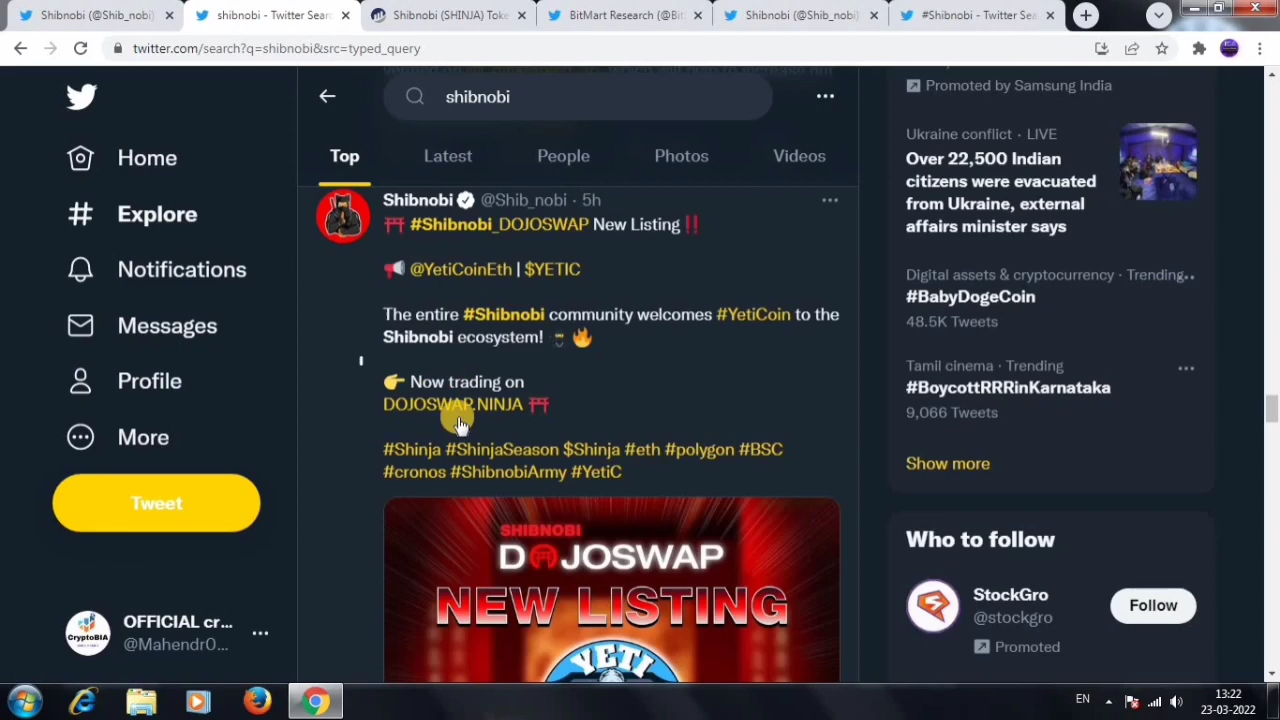 Shibnobi (@Shib_nobi)
shibnobi - Twitter Sear
Shibnobi (SHINJA) Toke
BitMart Research (@Bit
Shibnobi (@Shib_nobi)
#Shibnobi - Twitter Sea
twitter.com/search?q=shibnobi&src=typed_query
shibnobi
Top
Latest
People
Photos
Videos
Home
Explore
Notifications
Messages
Profile
More
Tweet
OFFICIAL cr...
@Mahendr0...
CryptoBIA
Shibnobi @Shib_nobi · 5h
#Shibnobi_DOJOSWAP New Listing‼️
@YetiCoinEth | $YETIC
The entire #Shibnobi community welcomes #YetiCoin to the
Shibnobi ecosystem!
Now trading on
DOJOSWAP.NINJA
#Shinja #ShinjaSeason $Shinja #eth #polygon #BSC
#cronos #ShibnobiArmy #YetiC
SHIBNOBI
DOJOSWAP
NEW LISTING
YETI
Promoted by Samsung India
Ukraine conflict · LIVE
Over 22,500 Indian
citizens were evacuated
from Ukraine, external
affairs minister says
Digital assets & cryptocurrency · Trending
#BabyDogeCoin
48.5K Tweets
Tamil cinema · Trending
#BoycottRRRinKarnataka
9,066 Tweets
Show more
Who to follow
StockGro
@stockgro
Follow
Promoted
EN
13:22
23-03-2022